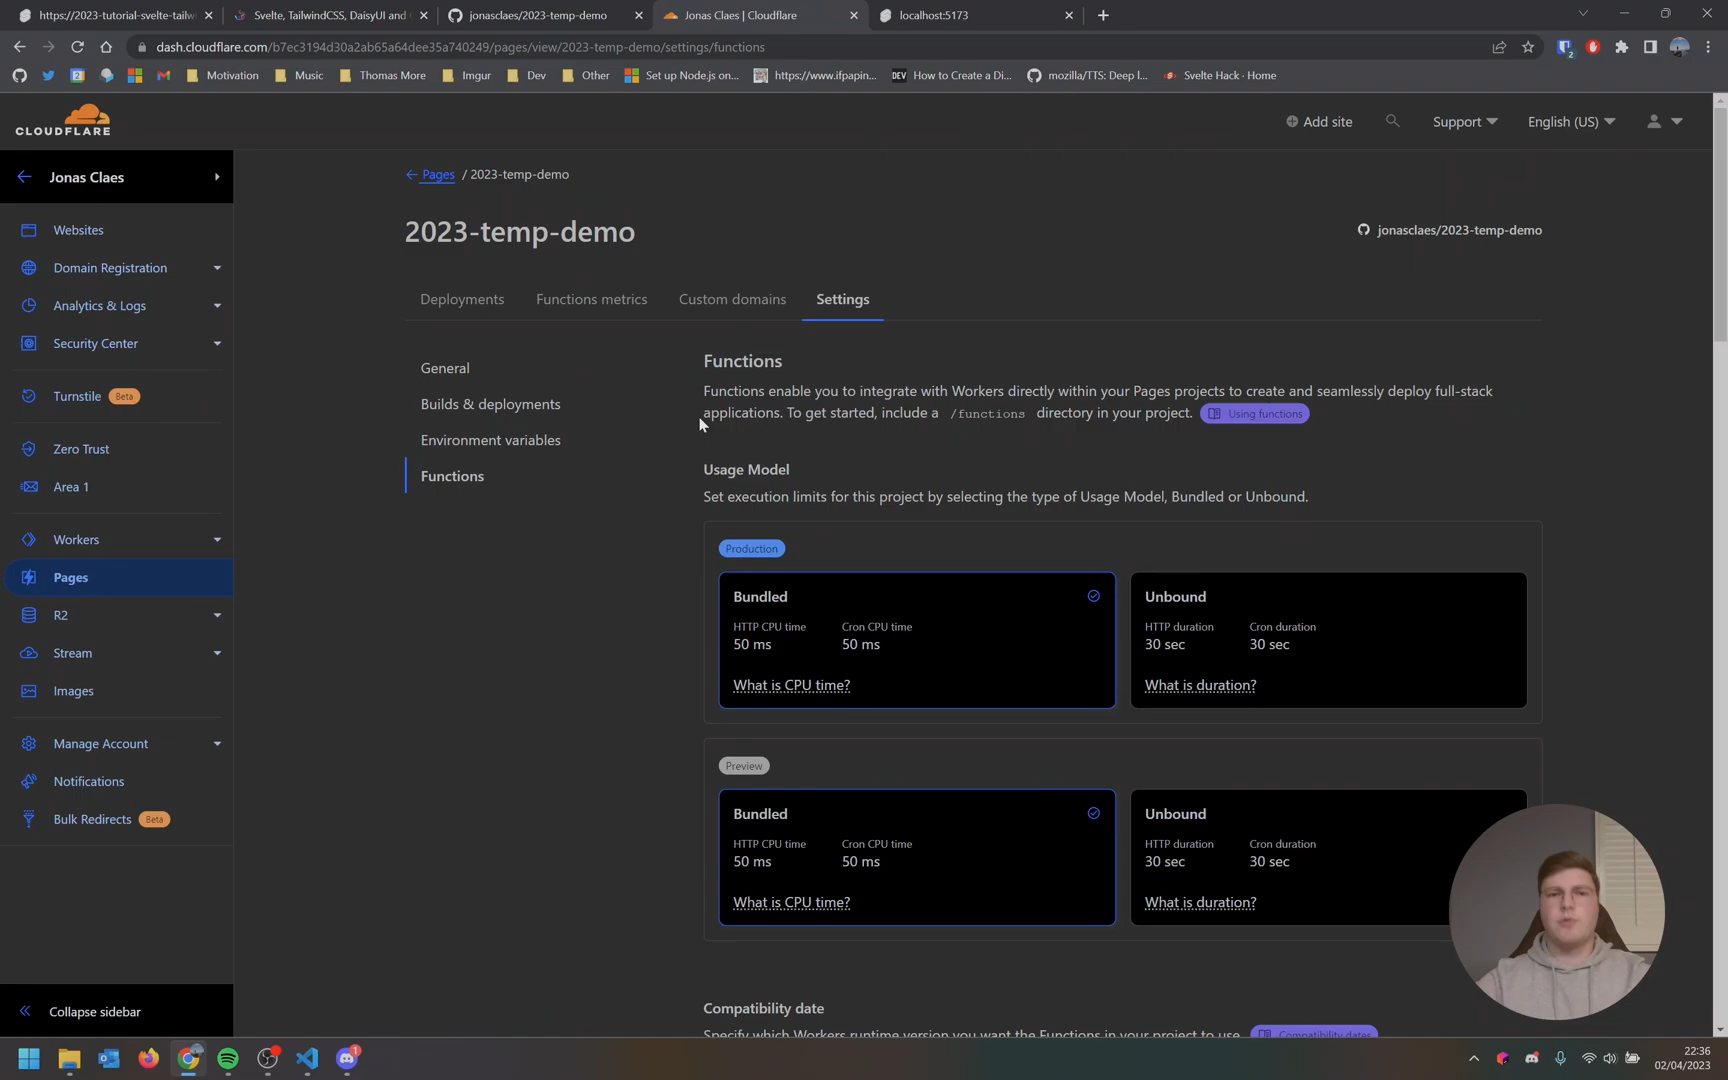 https://2023-tutorial-svelte-tailw
Svelte, TailwindCSS, DaisyUI and
jonasclaes/2023-temp-demo
Jonas Claes | Cloudflare
localhost:5173
dash.cloudflare.com/b7ec3194d30a2ab65a64dee35a740249/pages/view/2023-temp-demo/settings/functions
2
2
Motivation
Music
Thomas More
Imgur
Dev
Other
Set up Node.js on...
https://www.ifpapin...
DEV
How to Create a Di...
mozilla/TTS: Deep l...
Svelte Hack · Home
CLOUDFLARE
Add site
Support
English (US)
Jonas Claes
Websites
Domain Registration
Analytics & Logs
Security Center
Turnstile Beta
Zero Trust
Area 1
Workers
Pages
R2
Stream
Images
Manage Account
Notifications
Bulk Redirects Beta
Collapse sidebar
Pages / 2023-temp-demo
2023-temp-demo
jonasclaes/2023-temp-demo
Deployments
Functions metrics
Custom domains
Settings
General
Builds & deployments
Environment variables
Functions
Functions
Functions enable you to integrate with Workers directly within your Pages projects to create and seamlessly deploy full-stack
applications. To get started, include a /functions directory in your project. Using functions
Usage Model
Set execution limits for this project by selecting the type of Usage Model, Bundled or Unbound.
Production
Bundled
HTTP CPU time
Cron CPU time
50 ms
50 ms
What is CPU time?
Unbound
HTTP duration
Cron duration
30 sec
30 sec
What is duration?
Preview
Bundled
HTTP CPU time
Cron CPU time
50 ms
50 ms
What is CPU time?
Unbound
HTTP duration
Cron duration
30 sec
30 sec
What is duration?
Compatibility date
Specify which Workers runtime version you want the Functions in your project to use. Compatibility dates
1
22:36
02/04/2023